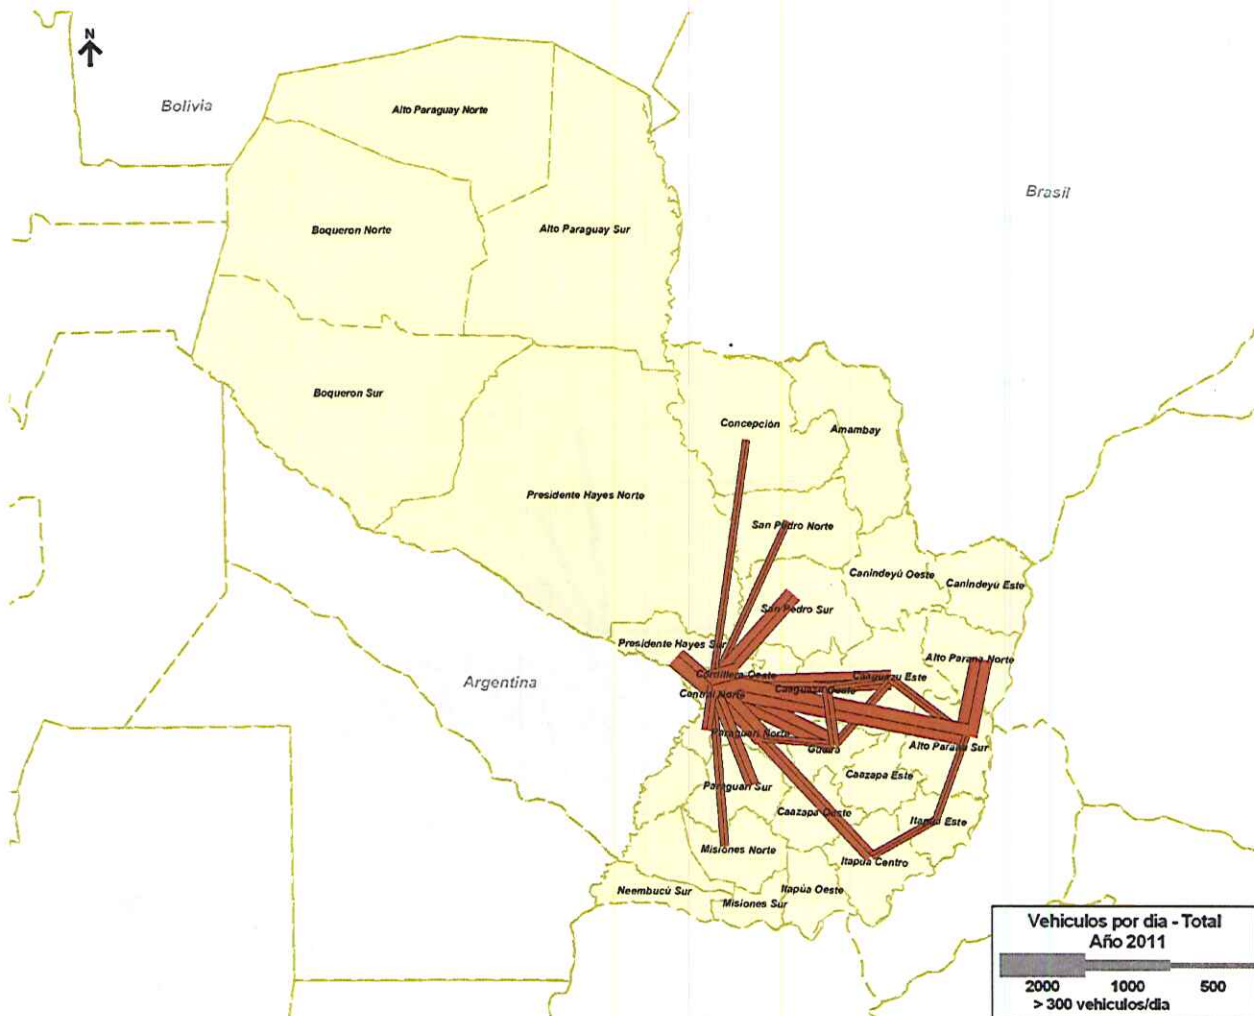 N
Bolivia
Alto Paraguay Norte
Brasil
Boqueron Norte
Alto Paraguay Sur
Boqueron Sur
Concepción
Amambay
Presidente Hayes Norte
San Pedro Norte
Canindeyú Oeste
Canindeyú Este
San Pedro Sur
Presidente Hayes Sur
Alto Parana Norte
Cordillera Oeste
Caaguazu Este
Argentina
Caaguazu Oeste
Central Norte
Paraguari Norte
Guaira
Alto Parana Sur
Caazapa Este
Paraguari Sur
Caazapa Oeste
Itapúa Este
Misiones Norte
Itapúa Centro
Neembucú Sur
Itapúa Oeste
Misiones Sur
Vehiculos por dia - Total
Año 2011
2000 1000 500
> 300 vehiculos/dia